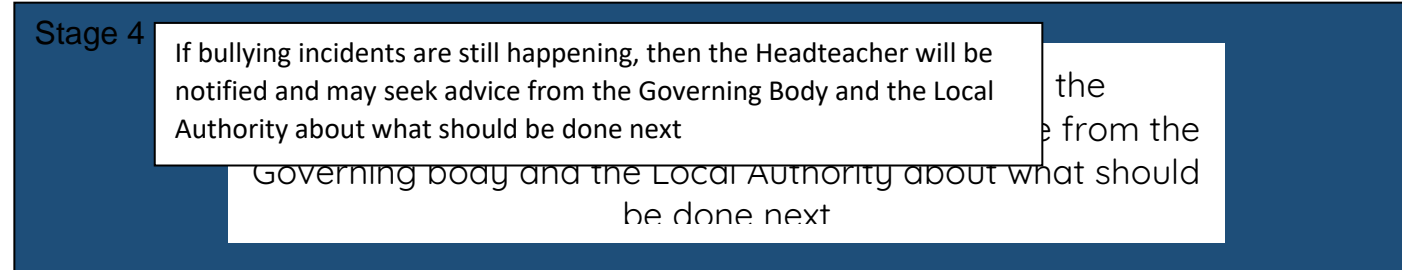 Stage 4
If bullying incidents are still happening, then the Headteacher will be
notified and may seek advice from the Governing Body and the Local
Authority about what should be done next
the
from the
Governing body and the Local Authority about what should
be done next